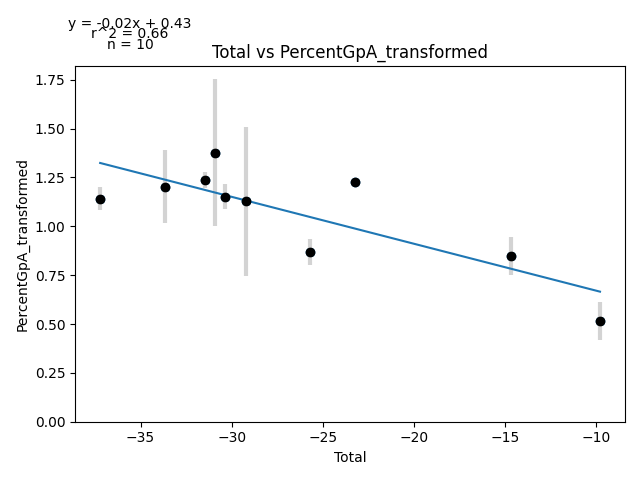 y = -0.02x + 0.43
r^2 = 0.66
n = 10
Total vs PercentGpA_transformed
PercentGpA_transformed
1.75
1.50
1.25
1.00
0.75
0.50
0.25
0.00
−35
−30
−25
−20
−15
−10
Total